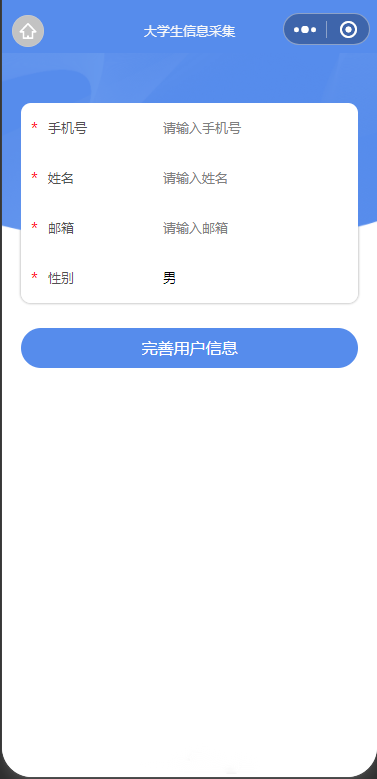 大学生信息采集
* 手机号 请输入手机号
* 姓名 请输入姓名
* 邮箱 请输入邮箱
* 性别 男
完善用户信息